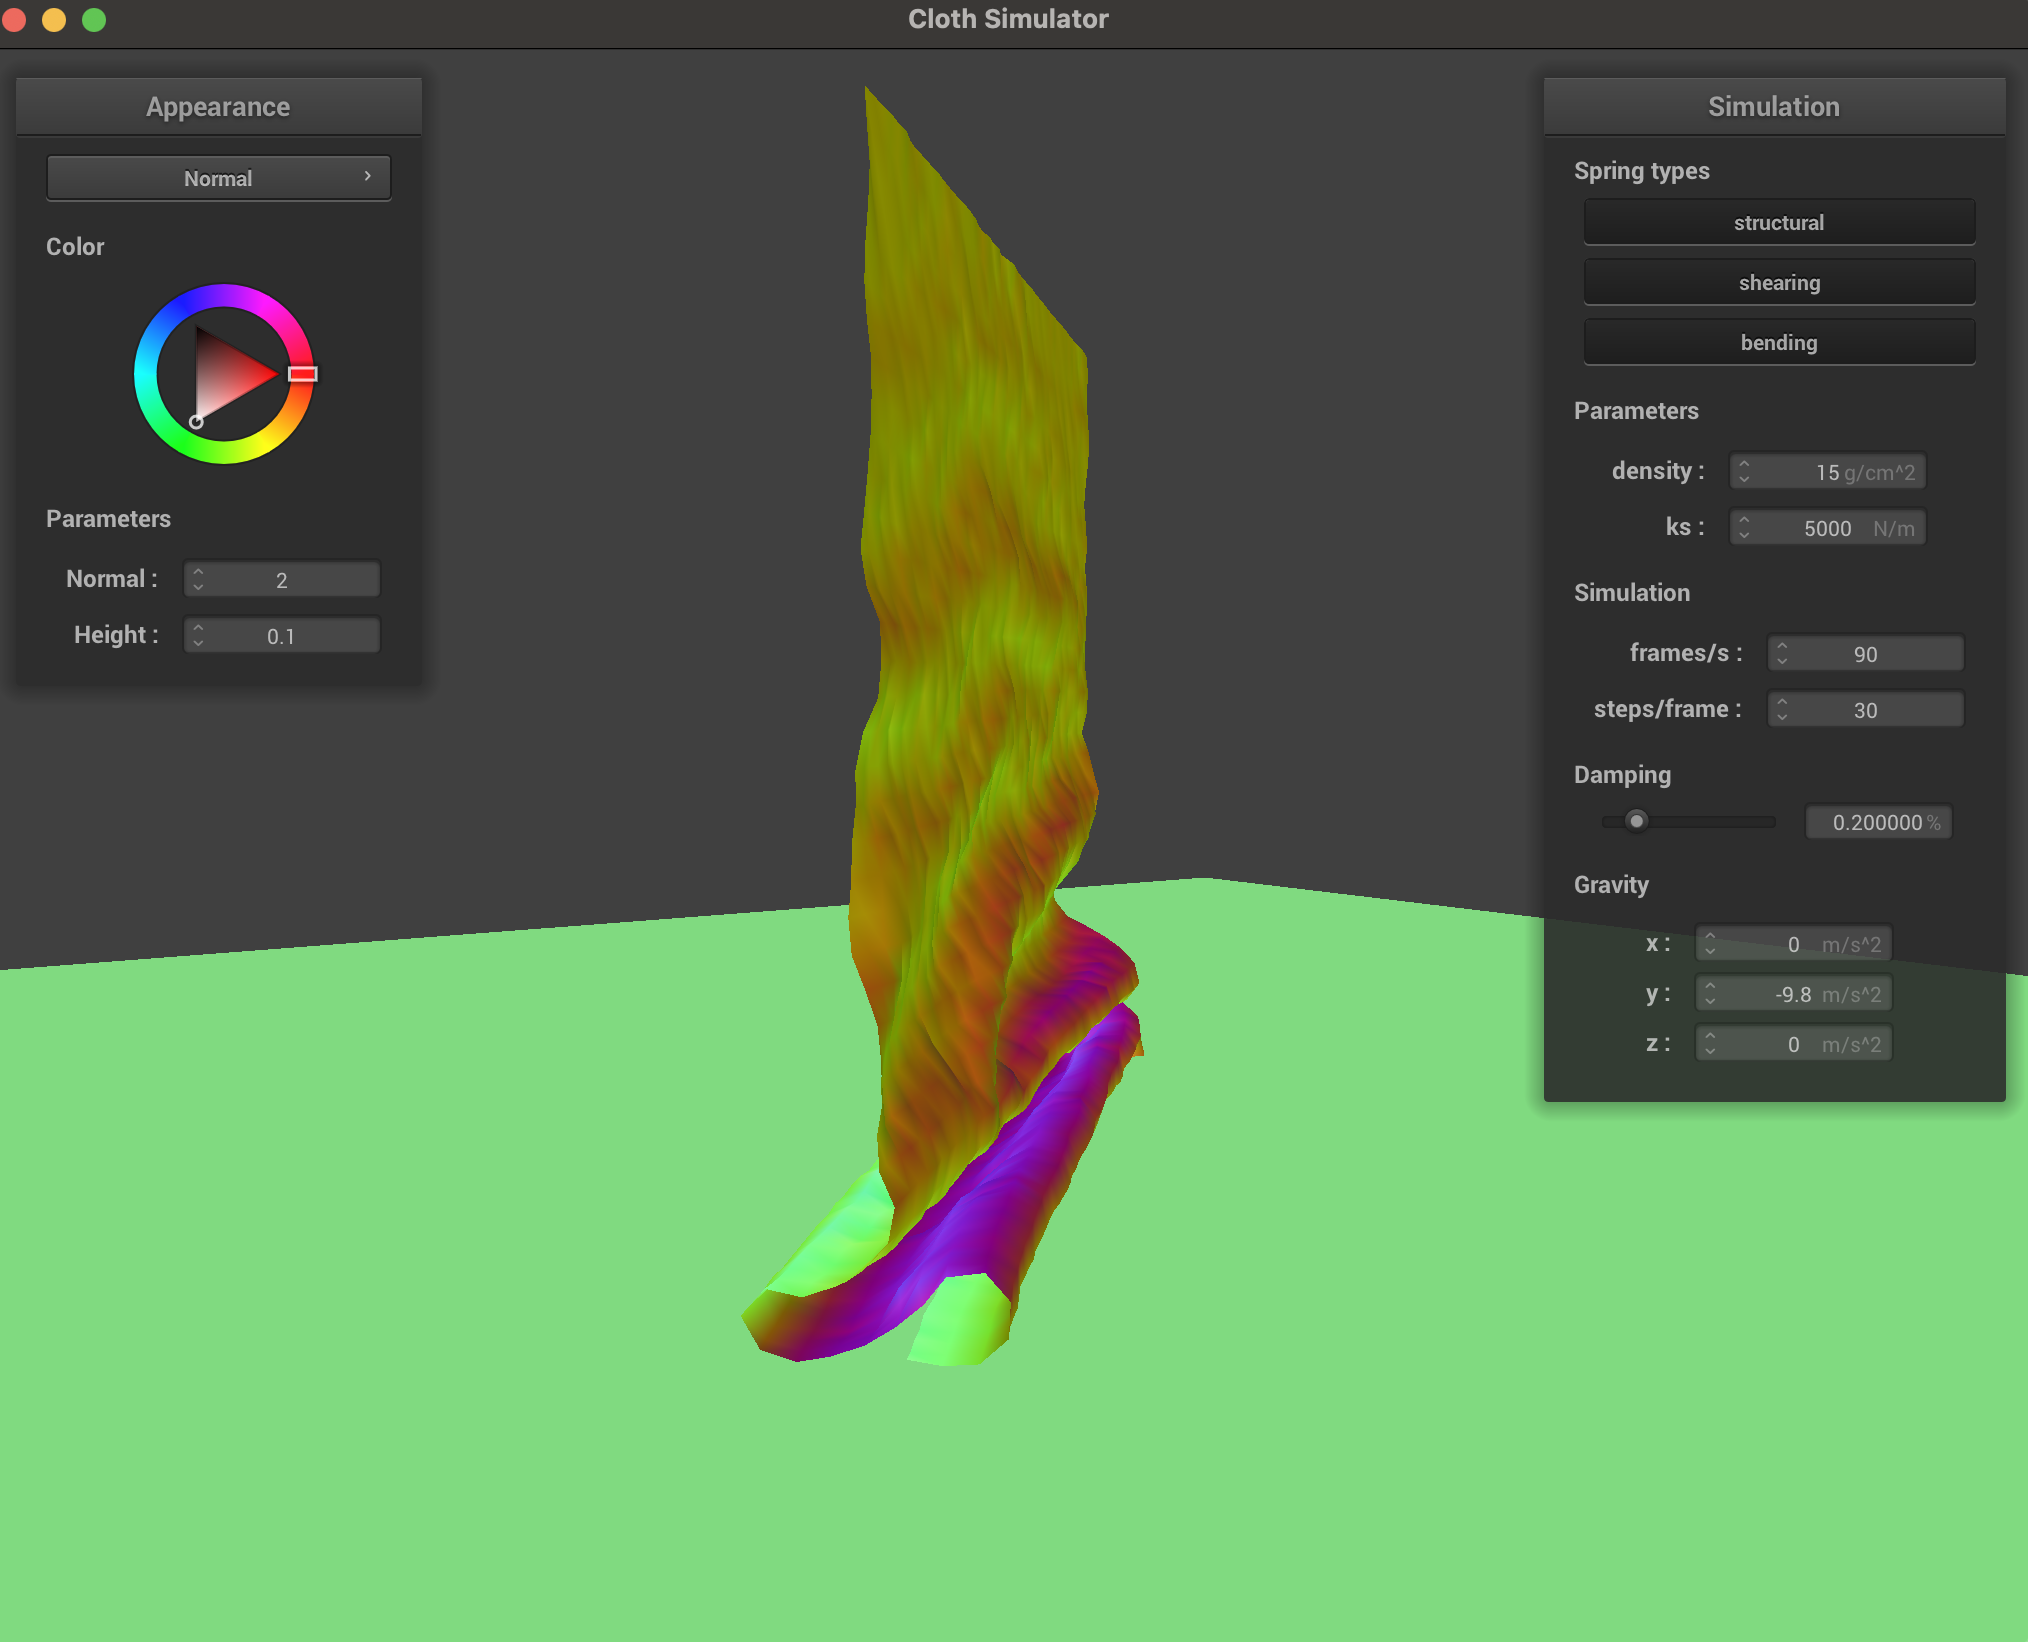 Cloth Simulator
Appearance
Normal
Color
Parameters
Normal : 2
Height : 0.1
Simulation
Spring types
structural
shearing
bending
Parameters
density : 15 g/cm^2
ks : 5000 N/m
Simulation
frames/s : 90
steps/frame : 30
Damping
0.200000 %
Gravity
x : 0 m/s^2
y : -9.8 m/s^2
z : 0 m/s^2